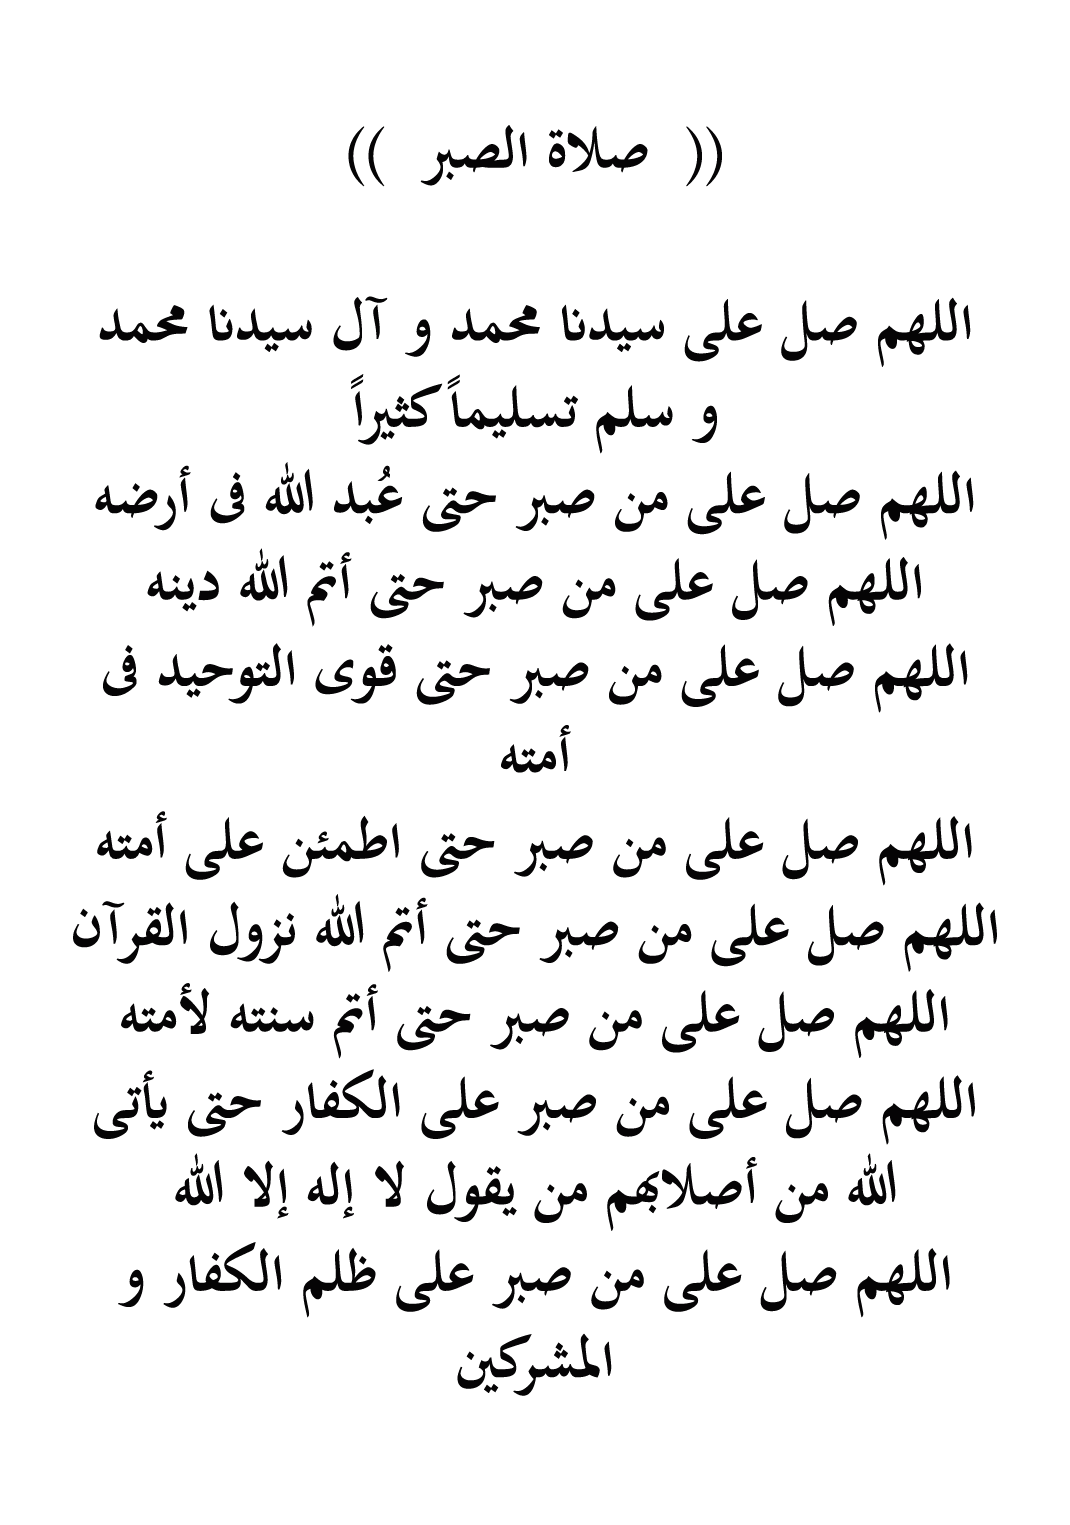 (( صلاة الصبر ))
اللهم صل على سيدنا محمد و آل سيدنا محمد
و سلم تسليماً كثيراً
اللهم صل على من صبر حتى عُبد الله فى أرضه
اللهم صل على من صبر حتى أتم الله دينه
اللهم صل على من صبر حتى قوى التوحيد فى
أمته
اللهم صل على من صبر حتى اطمئن على أمته
اللهم صل على من صبر حتى أتم الله نزول القرآن
اللهم صل على من صبر حتى أتم سنته لأمته
اللهم صل على من صبر على الكفار حتى يأتى
الله من أصلابهم من يقول لا إله إلا الله
اللهم صل على من صبر على ظلم الكفار و
المشركين